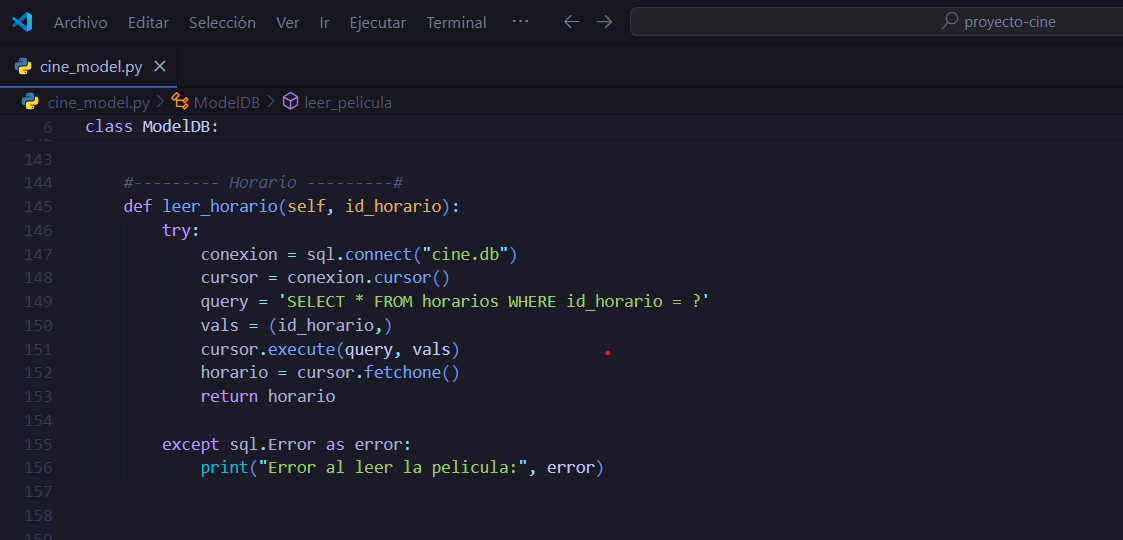 Archivo Editar Selección Ver Ir Ejecutar Terminal ··· proyecto-cine
cine_model.py
cine_model.py > ModelDB > leer_pelicula
6 class ModelDB:
142
143
144 #--------- Horario ---------#
145 def leer_horario(self, id_horario):
146 try:
147 conexion = sql.connect("cine.db")
148 cursor = conexion.cursor()
149 query = 'SELECT * FROM horarios WHERE id_horario = ?'
150 vals = (id_horario,)
151 cursor.execute(query, vals)
152 horario = cursor.fetchone()
153 return horario
154
155 except sql.Error as error:
156 print("Error al leer la pelicula:", error)
157
158
159